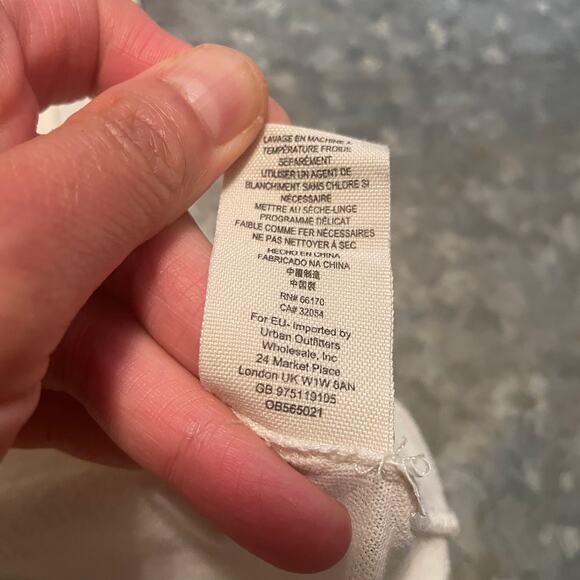 LAVAGE EN MACHINE À
TEMPÉRATURE FROIDE
SÉPARÉMENT
UTILISER UN AGENT DE
BLANCHIMENT SANS CHLORE SI
NÉCESSAIRE
METTRE AU SÈCHE-LINGE
PROGRAMME DÉLICAT
FAIBLE COMME FER NÉCESSAIRES
NE PAS NETTOYER À SEC
HECHO EN CHINA
FABRICADO NA CHINA
中國制造
中国製
RN# 66170
CA# 32084
For EU- Imported by
Urban Outfitters
Wholesale, Inc
24 Market Place
London UK W1W 8AN
GB 975119105
OB565021